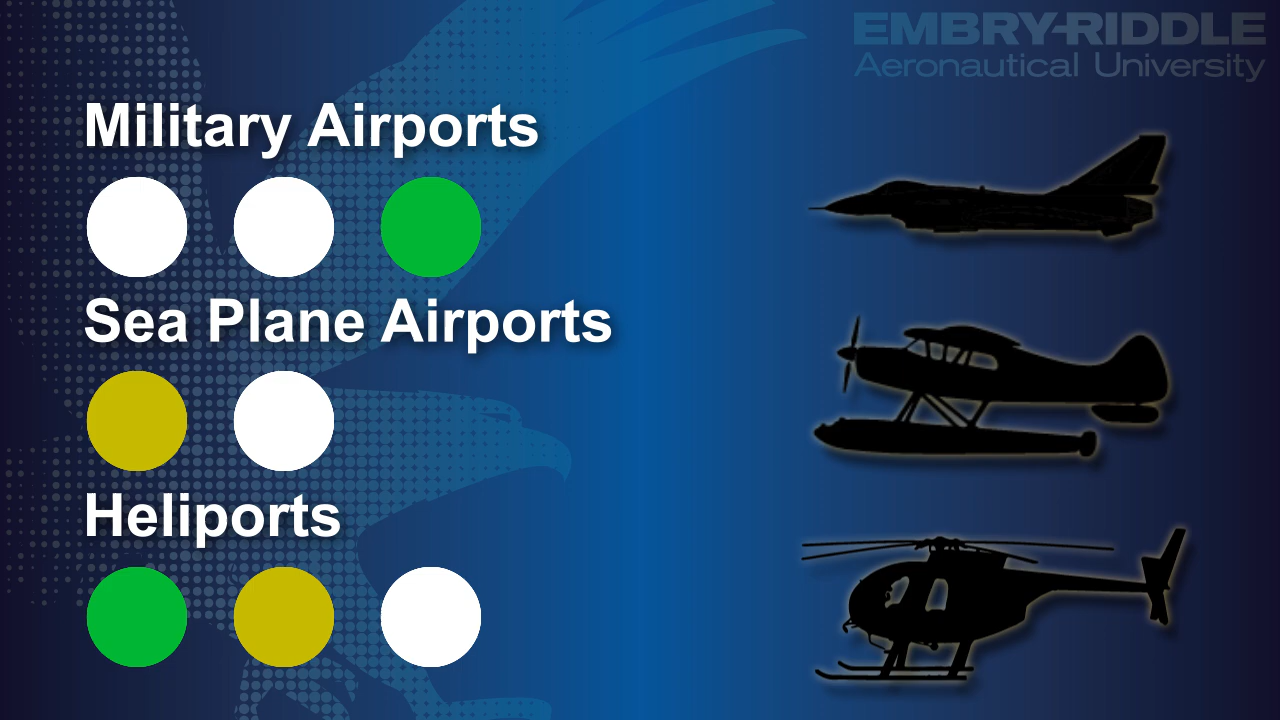 EMBRY-RIDDLE
Aeronautical University
Military Airports
Sea Plane Airports
Heliports